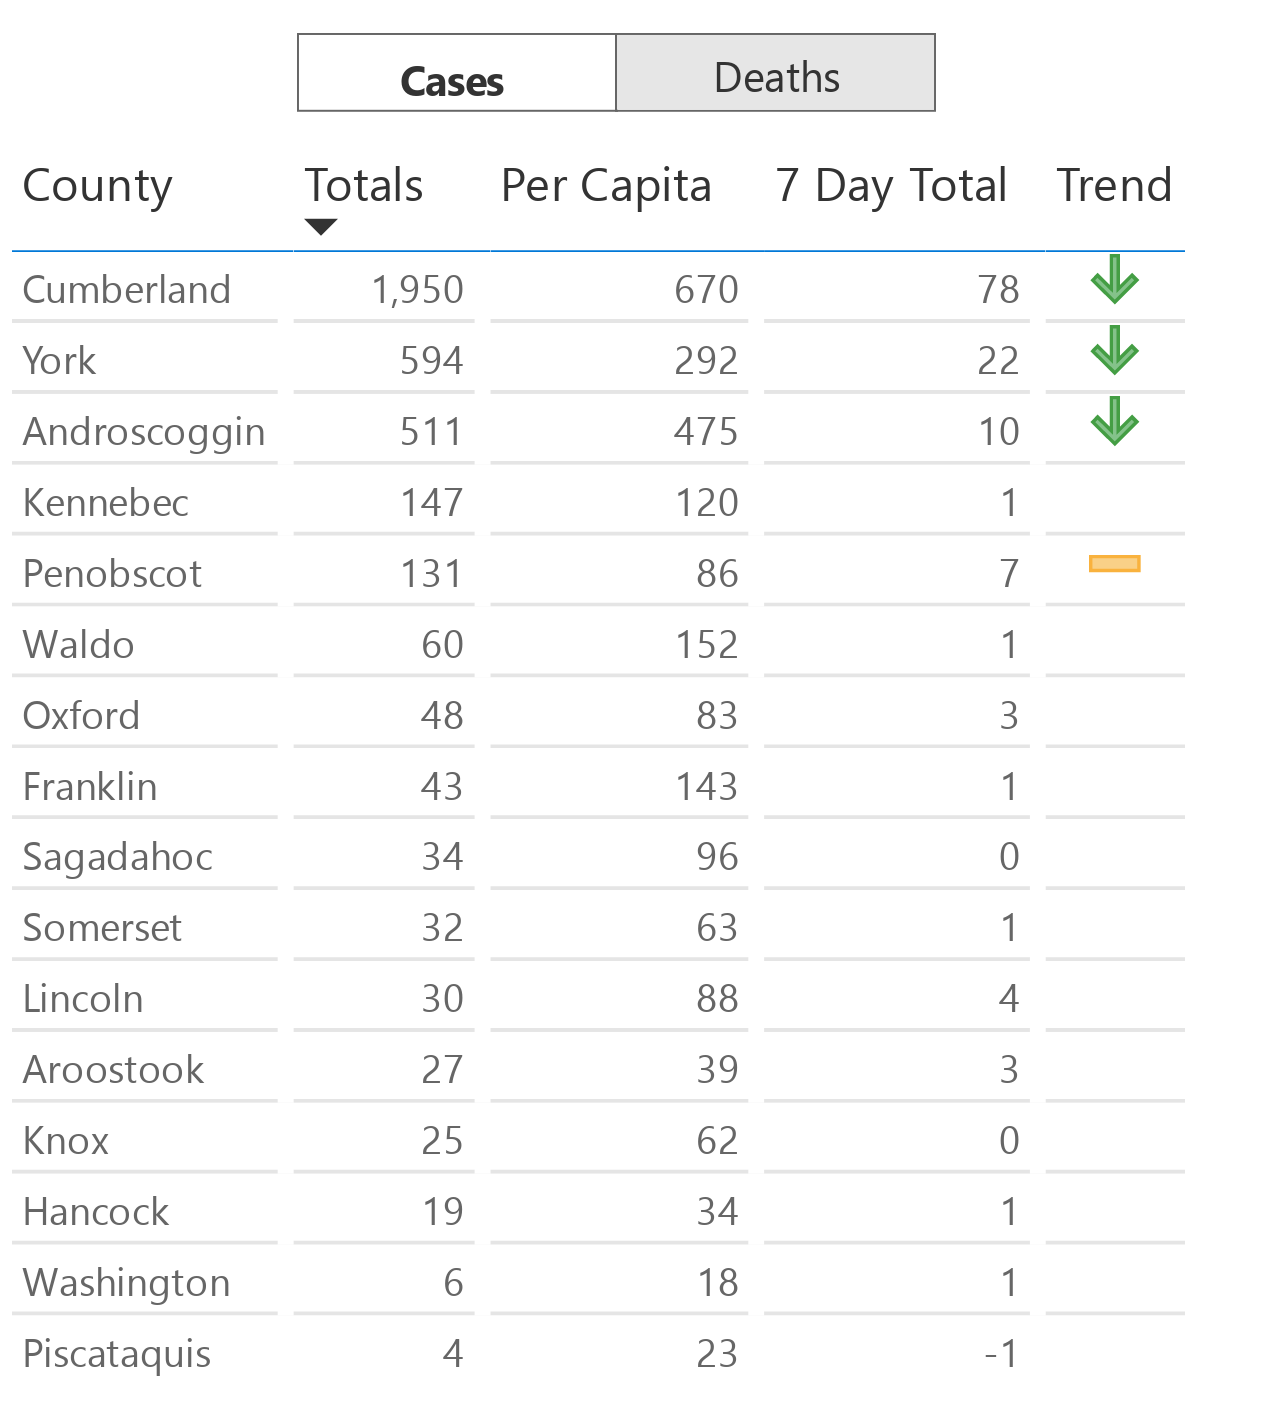 Cases Deaths
County Totals Per Capita 7 Day Total Trend
Cumberland 1,950 670 78
York 594 292 22
Androscoggin 511 475 10
Kennebec 147 120 1
Penobscot 131 86 7
Waldo 60 152 1
Oxford 48 83 3
Franklin 43 143 1
Sagadahoc 34 96 0
Somerset 32 63 1
Lincoln 30 88 4
Aroostook 27 39 3
Knox 25 62 0
Hancock 19 34 1
Washington 6 18 1
Piscataquis 4 23 -1